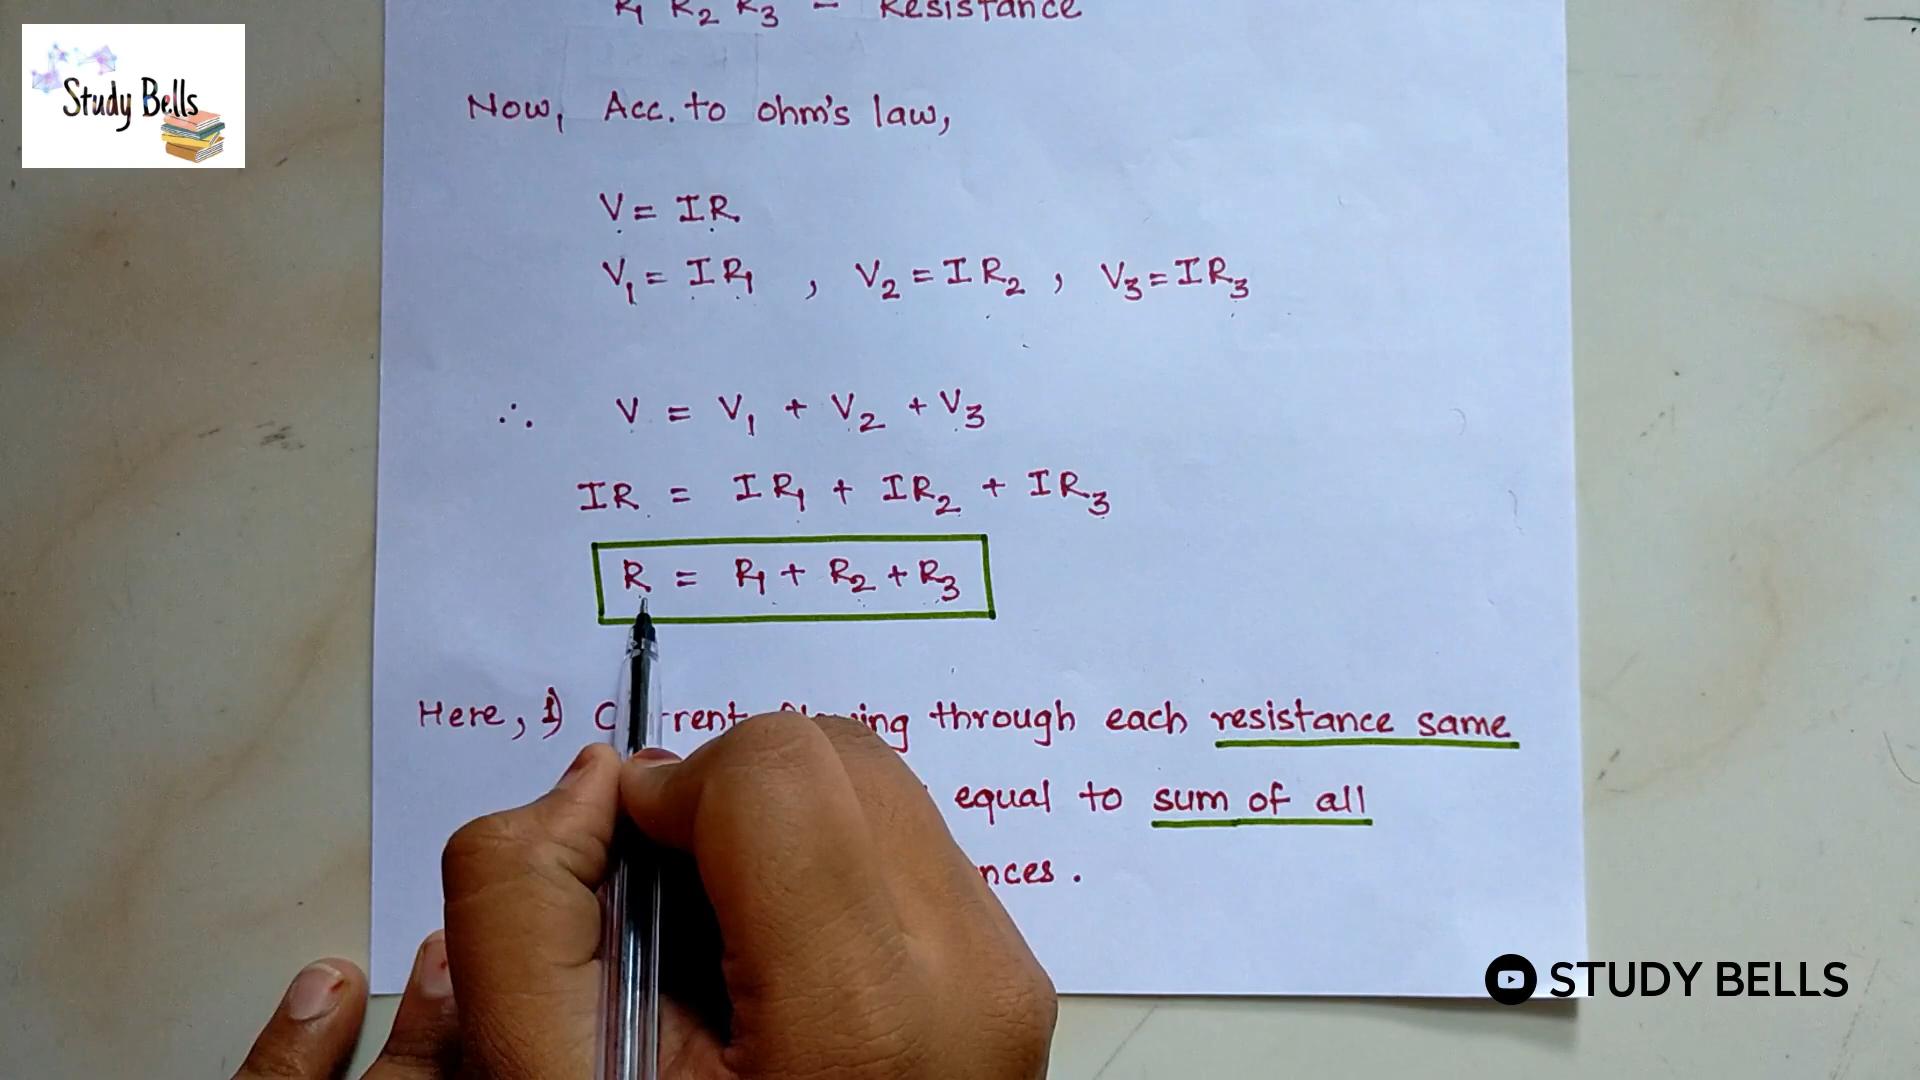 R1 R2 R3 - Resistance
Study Bells
Now, Acc. to ohm's law,
V = IR
V1 = IR1 , V2 = IR2 , V3 = IR3
∴ V = V1 + V2 + V3
IR = IR1 + IR2 + IR3
R = R1 + R2 + R3
Here, 1) through each resistance same
equal to sum of all
STUDY BELLS